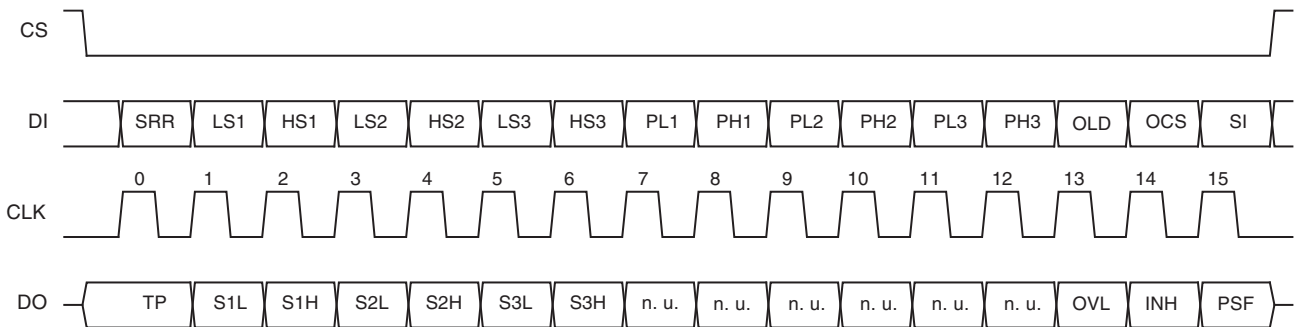 CS
DI SRR LS1 HS1 LS2 HS2 LS3 HS3 PL1 PH1 PL2 PH2 PL3 PH3 OLD OCS SI
0 1 2 3 4 5 6 7 8 9 10 11 12 13 14 15
CLK
DO TP S1L S1H S2L S2H S3L S3H n. u. n. u. n. u. n. u. n. u. n. u. OVL INH PSF